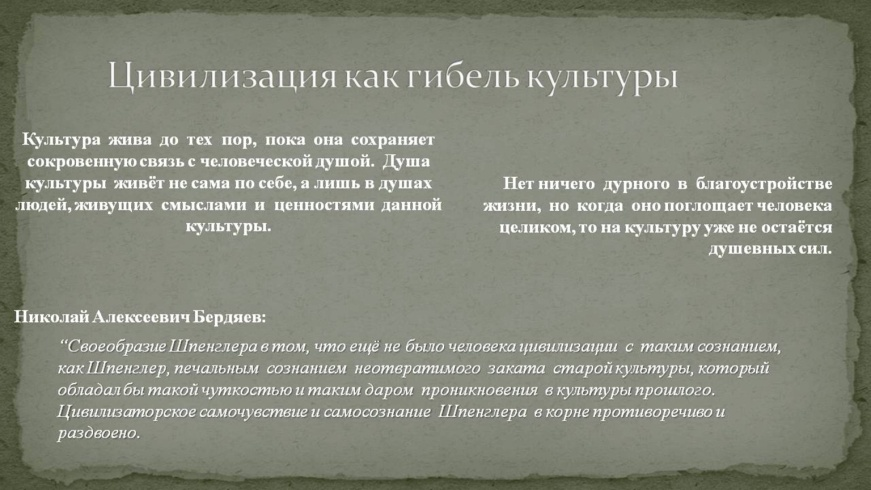 Цивилизация как гибель культуры
Культура жива до тех пор, пока она сохраняет
сокровенную связь с человеческой душой. Душа
культуры живёт не сама по себе, а лишь в душах
людей, живущих смыслами и ценностями данной
культуры.
Нет ничего дурного в благоустройстве
жизни, но когда оно поглощает человека
целиком, то на культуру уже не остаётся
душевных сил.
Николай Алексеевич Бердяев:
“Своеобразие Шпенглера в том, что ещё не было человека цивилизации с таким сознанием,
как Шпенглер, печальным сознанием неотвратимого заката старой культуры, который
обладал бы такой чуткостью и таким даром проникновения в культуры прошлого.
Цивилизаторское самочувствие и самосознание Шпенглера в корне противоречиво и
раздвоено.